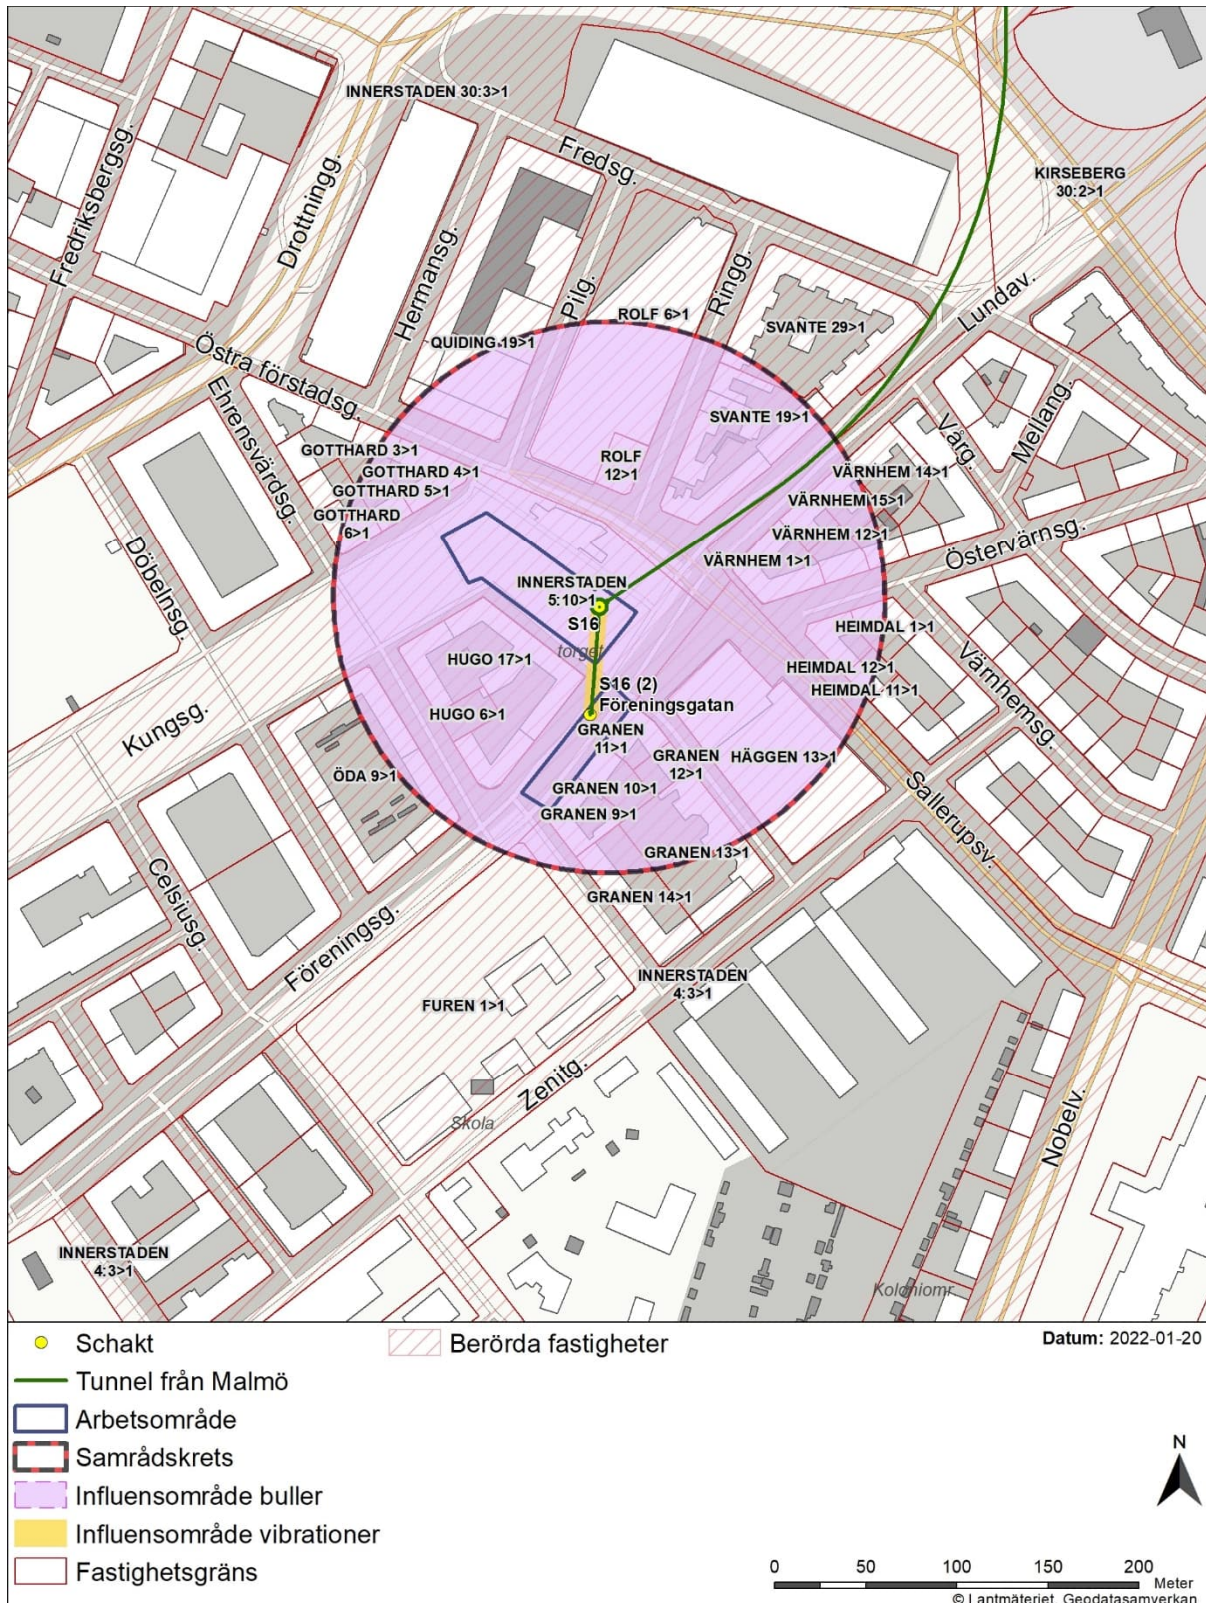 INNERSTADEN 30:3>1
Fredsg.
Fredriksbergsg.
Drottningg.
KIRSEBERG
30:2>1
Hermansg.
Pilg.
Ringg.
Lundav.
ROLF 6>1
SVANTE 29>1
QUIDING 19>1
Östra förstadsg.
Ehrensvärdsg.
SVANTE 19>1
Vårg.
Mellang.
GOTTHARD 3>1
GOTTHARD 4>1
GOTTHARD 5>1
GOTTHARD
6>1
ROLF
12>1
VÄRNHEM 14>1
VÄRNHEM 15>1
VÄRNHEM 12>1
VÄRNHEM 1>1
Östervärnsg.
Döbelnsg.
INNERSTADEN
5:10>1
S16
torget
HEIMDAL 1>1
HEIMDAL 12>1
HEIMDAL 11>1
Värnhemsg.
HUGO 17>1
HUGO 6>1
S16 (2)
Föreningsgatan
GRANEN
11>1
GRANEN
12>1
HÄGGEN 13>1
Kungsg.
ÖDA 9>1
GRANEN 10>1
GRANEN 9>1
Sallerupsv.
GRANEN 13>1
GRANEN 14>1
Celsiusg.
Föreningsg.
INNERSTADEN
4:3>1
FUREN 1>1
Zenitg.
Skola
Nobelv.
INNERSTADEN
4:3>1
Koloniomr
Schakt
Berörda fastigheter
Datum: 2022-01-20
Tunnel från Malmö
Arbetsområde
Samrådskrets
Influensområde buller
Influensområde vibrationer
Fastighetsgräns
N
0 50 100 150 200
Meter
© Lantmäteriet, Geodatasamverkan